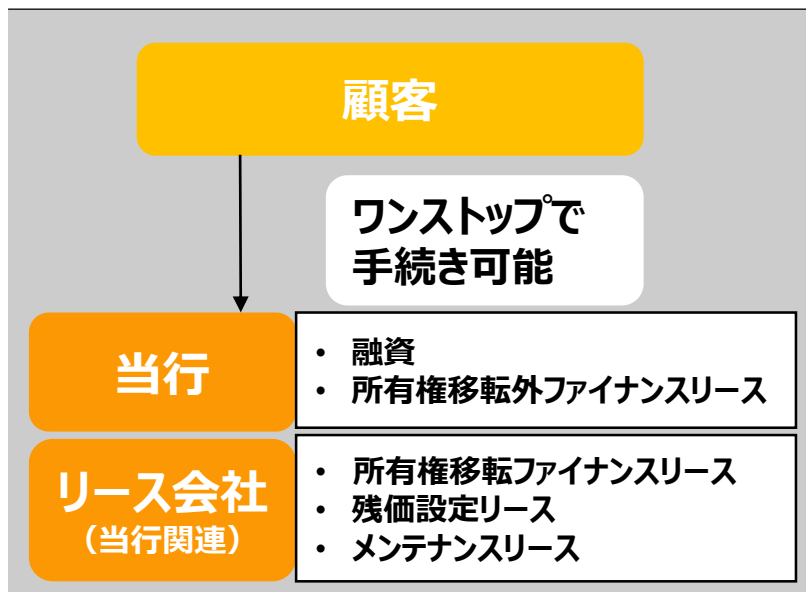 顧客
ワンストップで
手続き可能
当行
• 融資
• 所有権移転外ファイナンスリース
リース会社
（当行関連）
• 所有権移転ファイナンスリース
• 残価設定リース
• メンテナンスリース